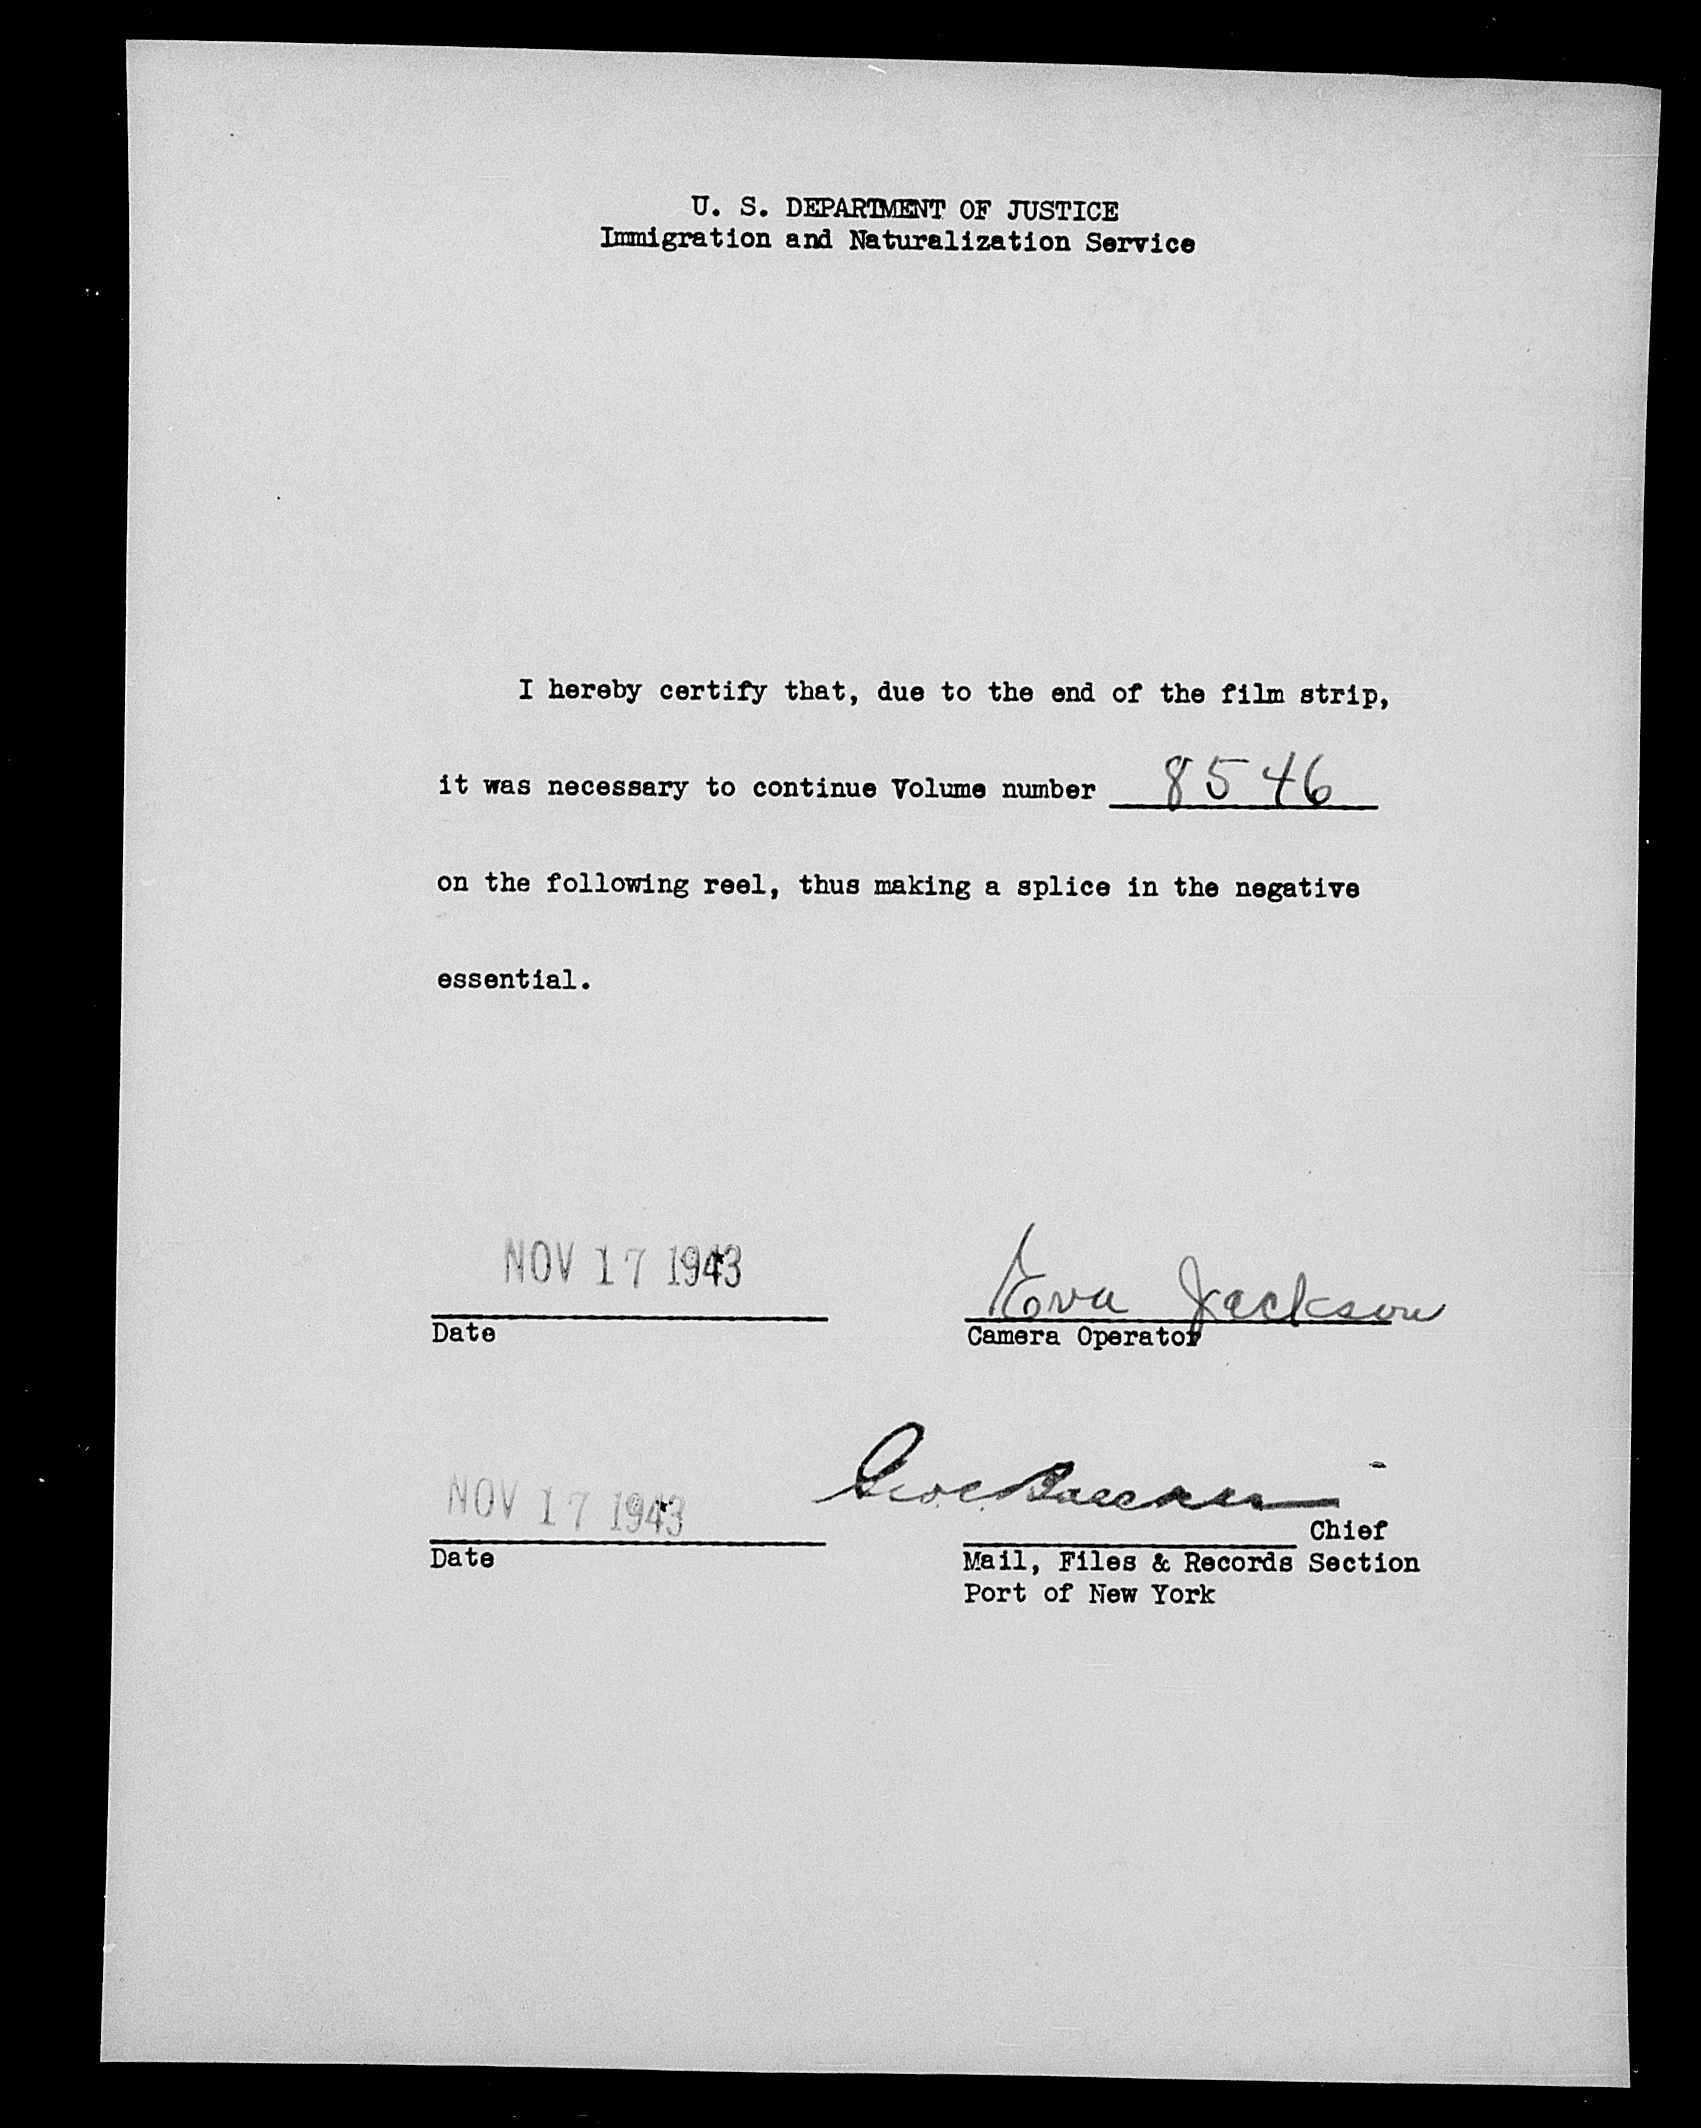 U. S. DEPARTMENT OF JUSTICE
Immigration and Naturalization Service
I hereby certify that, due to the end of the film strip,
it was necessary to continue Volume number 8546
on the following reel, thus making a splice in the negative
essential.
NOV 17 1943
Eva Jackson
Date
Camera Operator
NOV 17 1943
Geo
Chief
Date
Mail, Files & Records Section
Port of New York